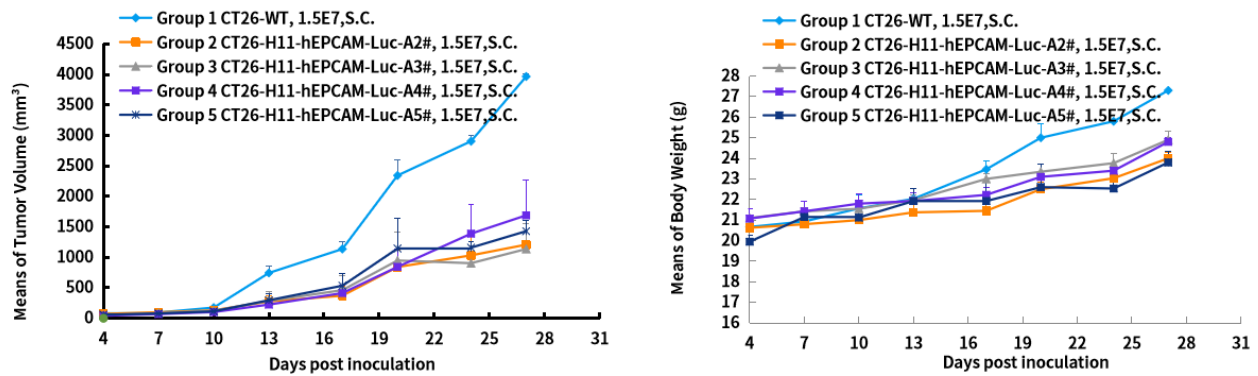 Group 1 CT26-WT, 1.5E7,S.C.
Group 2 CT26-H11-hEPCAM-Luc-A2#, 1.5E7,S.C.
Group 3 CT26-H11-hEPCAM-Luc-A3#, 1.5E7,S.C.
Group 4 CT26-H11-hEPCAM-Luc-A4#, 1.5E7,S.C.
Group 5 CT26-H11-hEPCAM-Luc-A5#, 1.5E7,S.C.
Means of Tumor Volume (mm³)
4500
4000
3500
3000
2500
2000
1500
1000
500
0
4 7 10 13 16 19 22 25 28 31
Days post inoculation
Group 1 CT26-WT, 1.5E7,S.C.
Group 2 CT26-H11-hEPCAM-Luc-A2#, 1.5E7,S.C.
Group 3 CT26-H11-hEPCAM-Luc-A3#, 1.5E7,S.C.
Group 4 CT26-H11-hEPCAM-Luc-A4#, 1.5E7,S.C.
Group 5 CT26-H11-hEPCAM-Luc-A5#, 1.5E7,S.C.
Means of Body Weight (g)
28
27
26
25
24
23
22
21
20
19
18
17
16
4 7 10 13 16 19 22 25 28 31
Days post inoculation